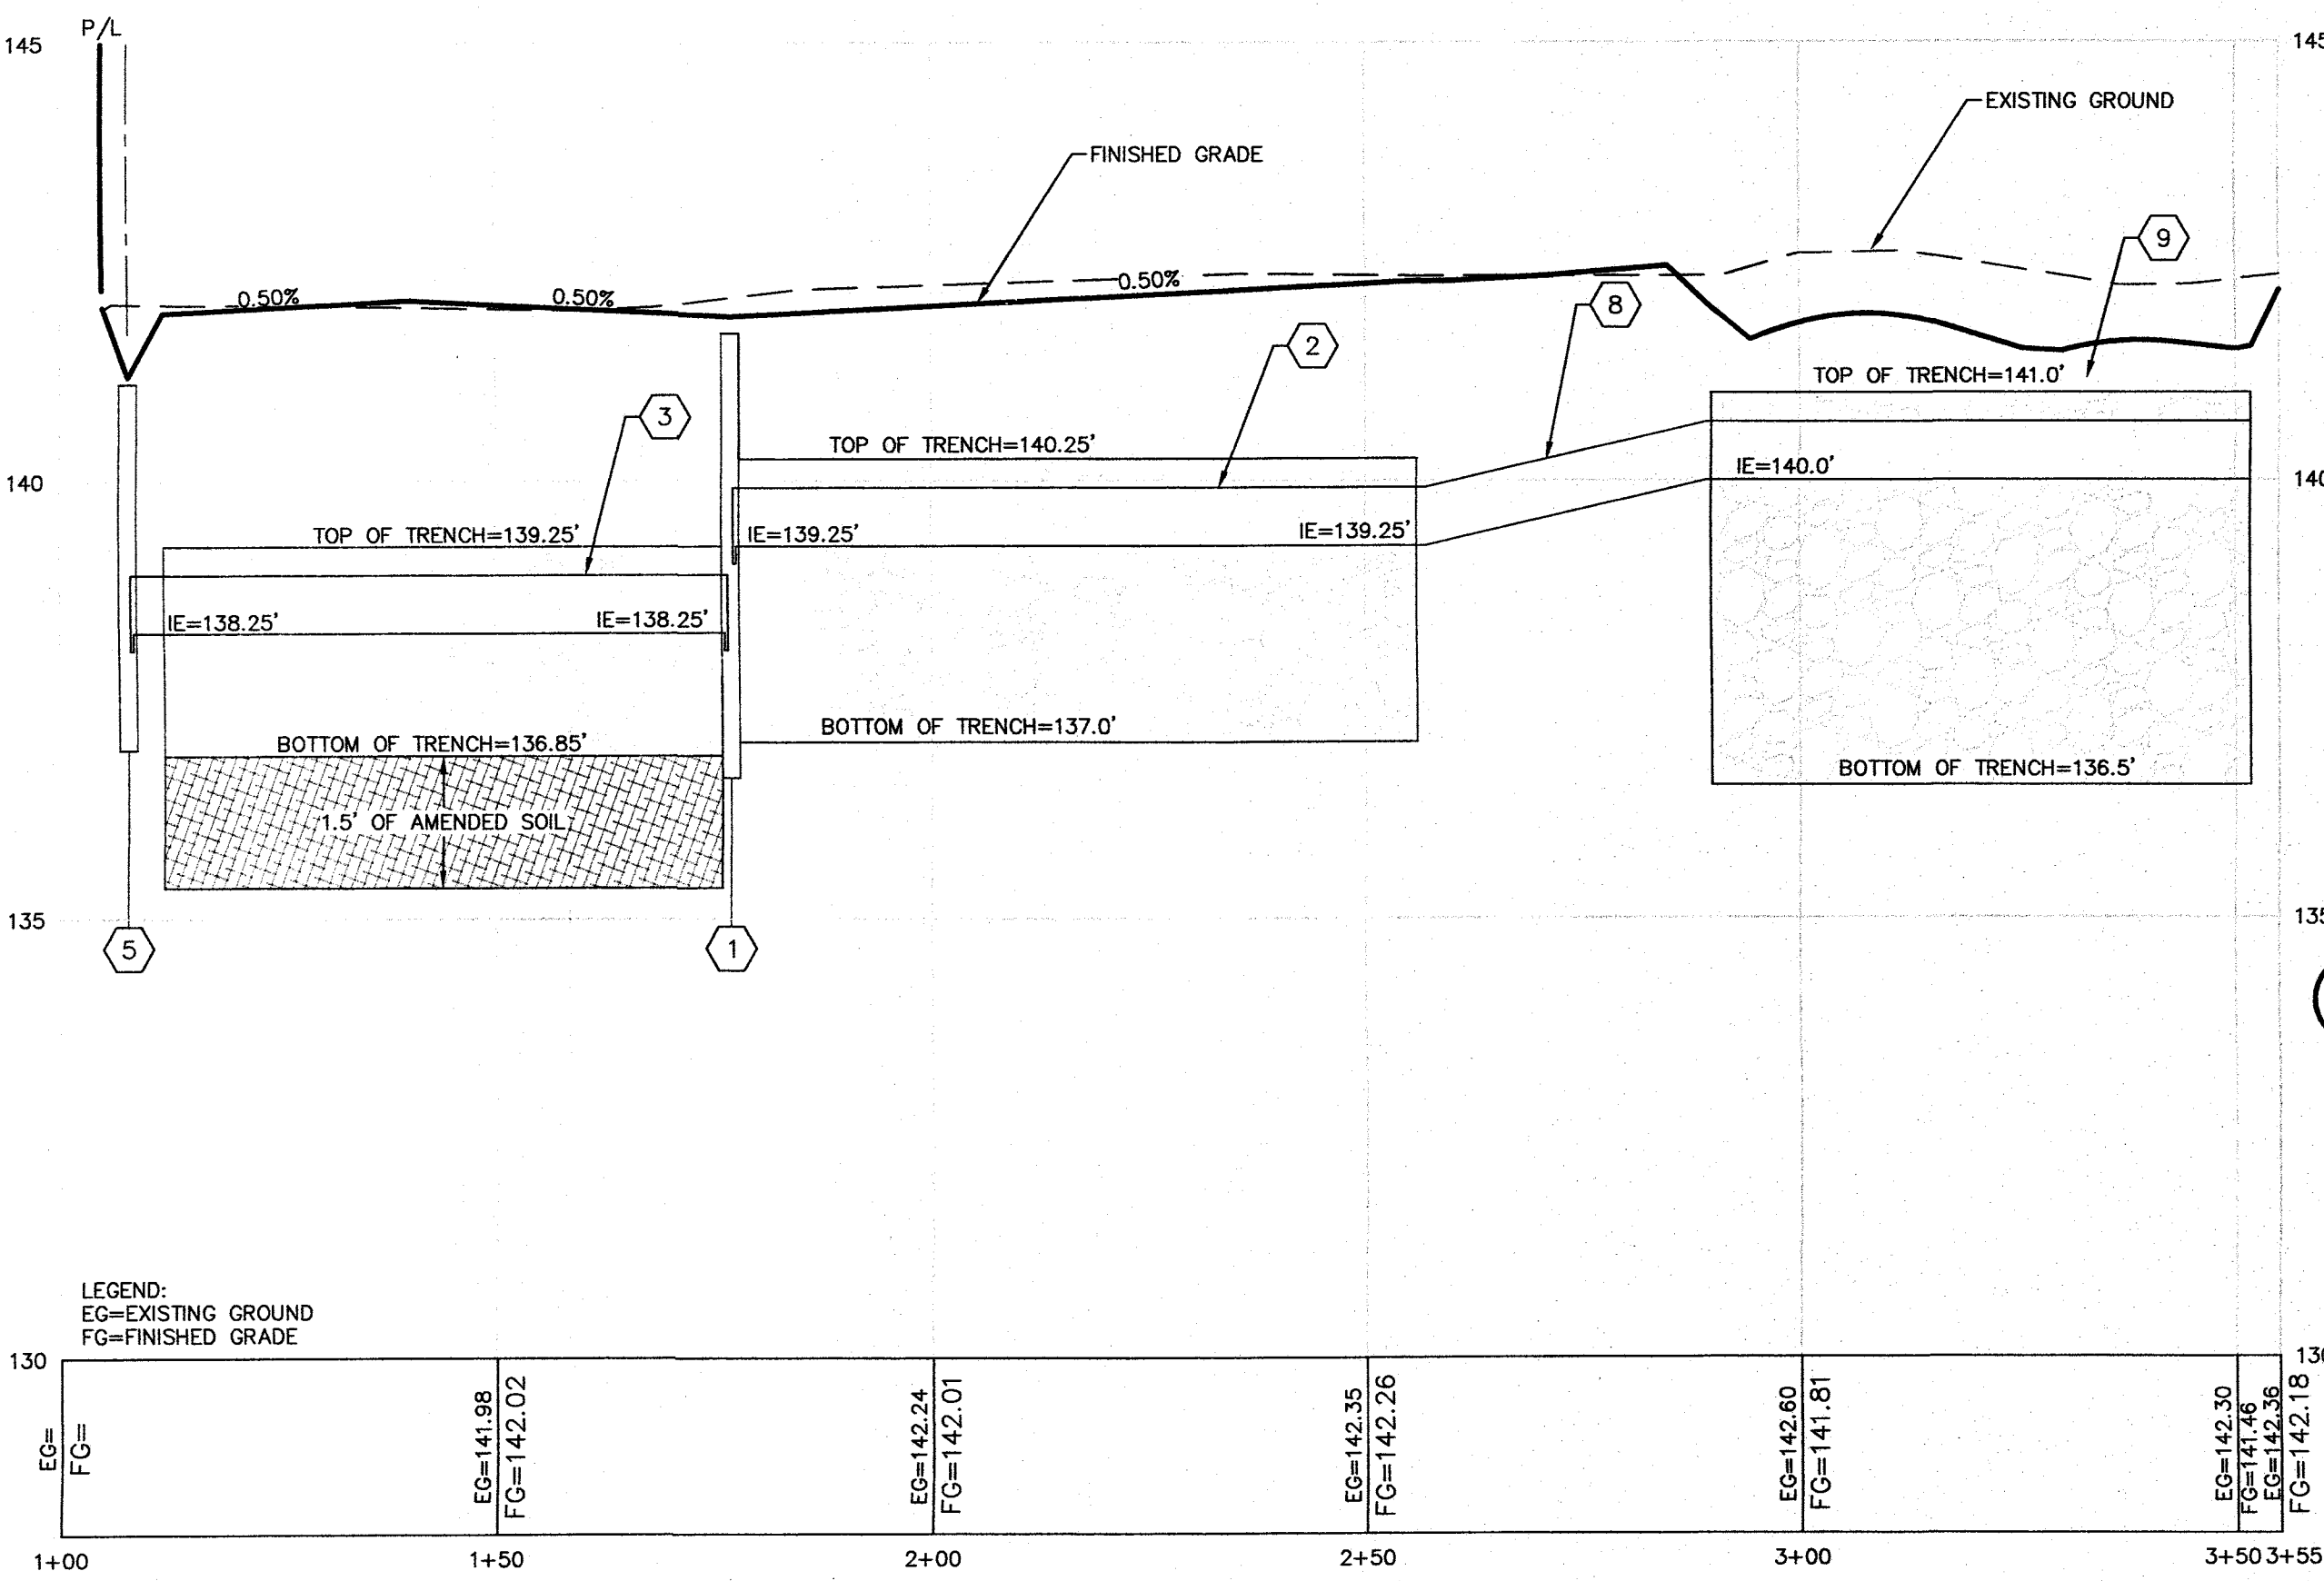 P/L
145
145
EXISTING GROUND
FINISHED GRADE
9
0.50%
0.50%
0.50%
8
2
TOP OF TRENCH=141.0'
3
TOP OF TRENCH=140.25'
IE=140.0'
140
140
TOP OF TRENCH=139.25'
IE=139.25'
IE=139.25'
IE=138.25'
IE=138.25'
BOTTOM OF TRENCH=137.0'
BOTTOM OF TRENCH=136.85'
BOTTOM OF TRENCH=136.5'
1.5' OF AMENDED SOIL
135
135
5
1
LEGEND:
EG=EXISTING GROUND
FG=FINISHED GRADE
130
130
EG=
FG=
EG=141.98
FG=142.02
EG=142.24
FG=142.01
EG=142.35
FG=142.26
EG=142.60
FG=141.81
EG=142.30
FG=141.46
EG=142.36
FG=142.18
1+00
1+50
2+00
2+50
3+00
3+50
3+55